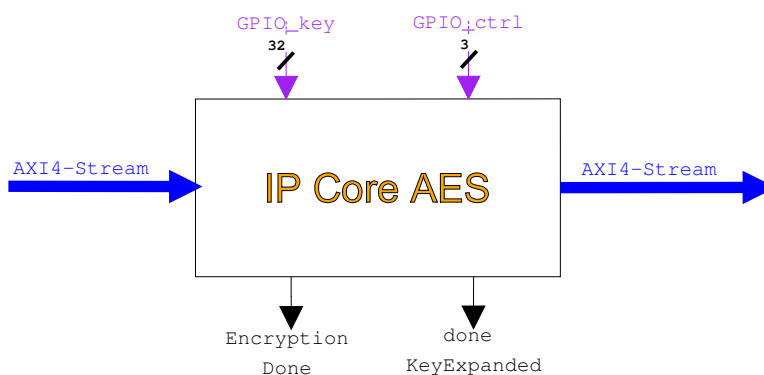 GPIO_key GPIO_ctrl
32 3
AXI4-Stream AXI4-Stream
IP Core AES
Encryption done
Done KeyExpanded